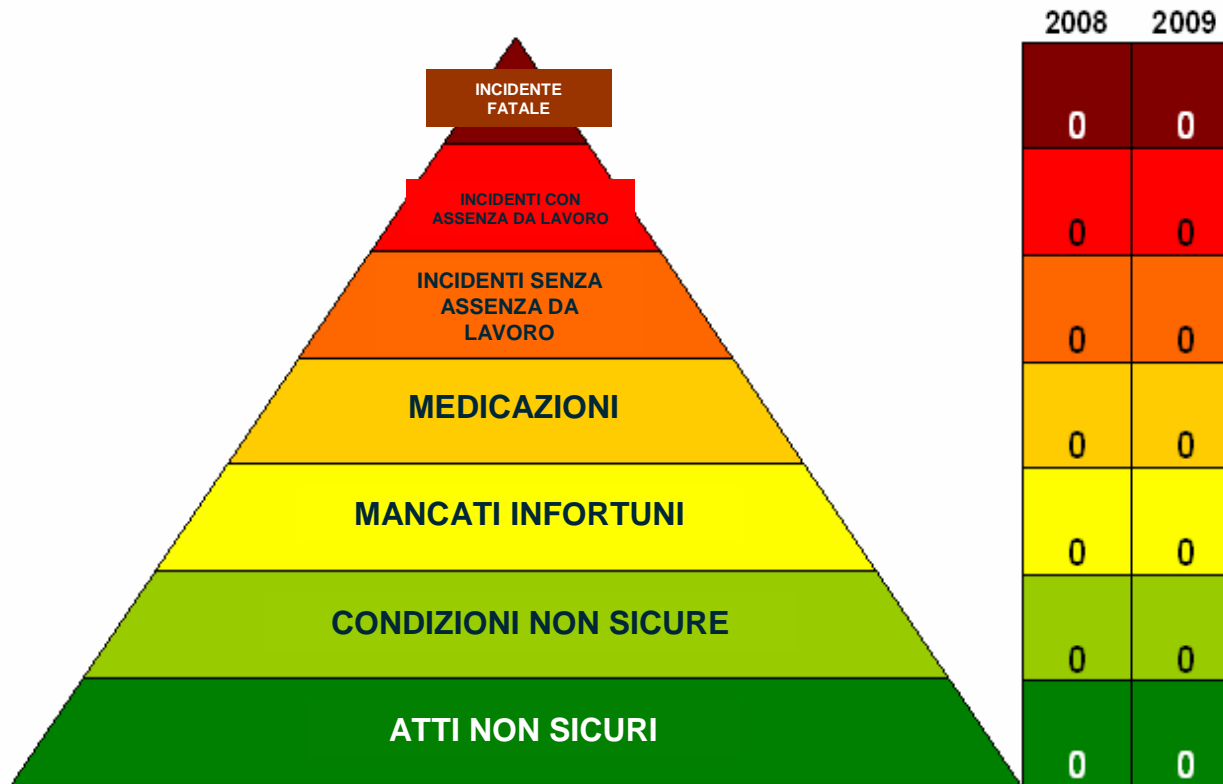 2008 2009
INCIDENTE
FATALE
0 0
INCIDENTI CON
ASSENZA DA LAVORO
0 0
INCIDENTI SENZA
ASSENZA DA
LAVORO
0 0
MEDICAZIONI
0 0
MANCATI INFORTUNI
0 0
CONDIZIONI NON SICURE
0 0
ATTI NON SICURI
0 0